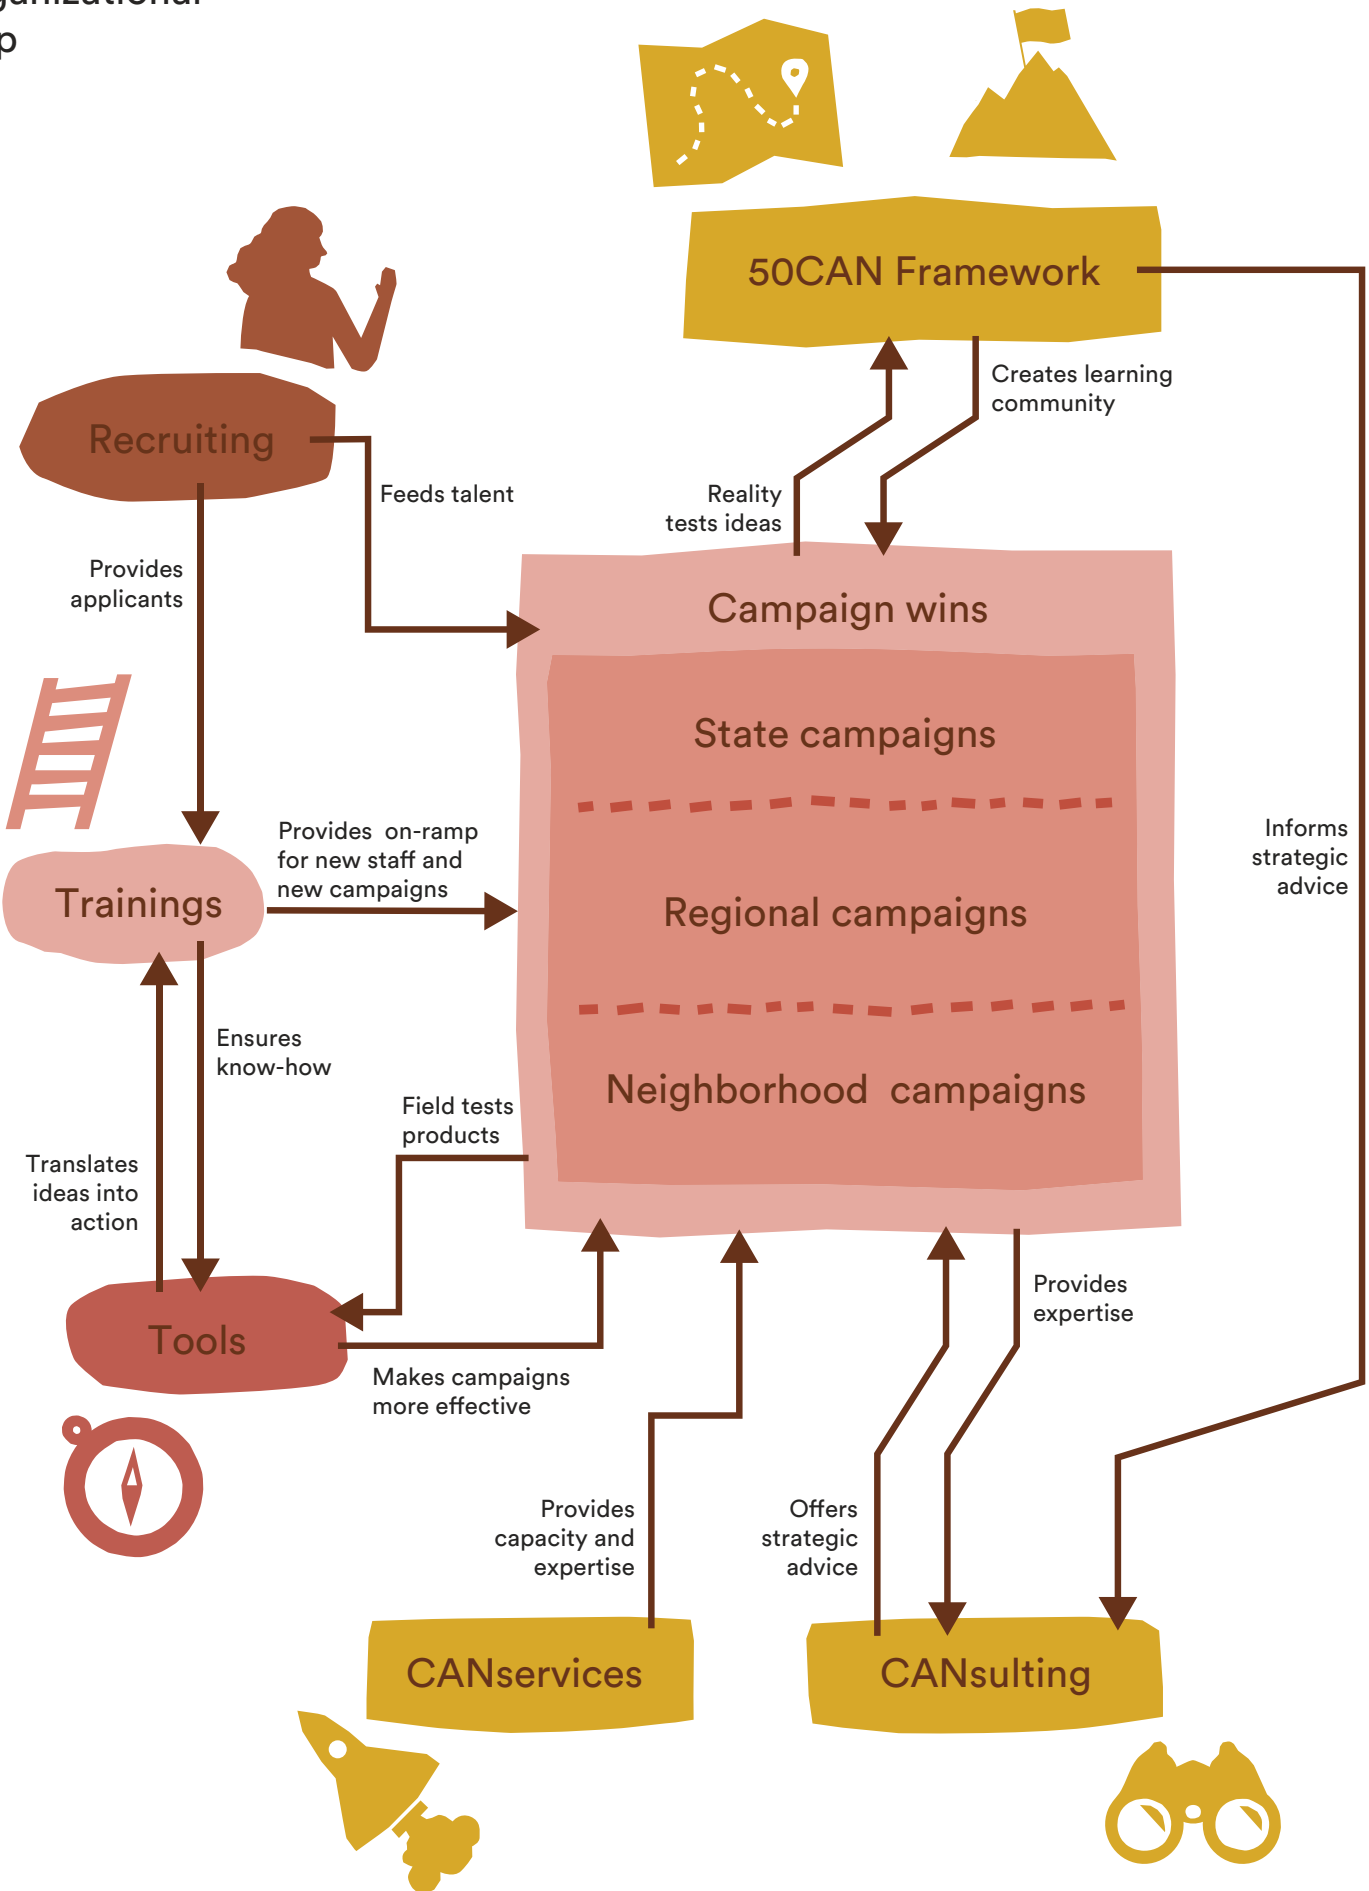 50CAN Framework
Creates learning
community
Recruiting
Feeds talent
Reality
tests ideas
Provides
applicants
Campaign wins
State campaigns
Provides  on-ramp
for new staff and
new campaigns
Informs
strategic
advice
Trainings
Regional campaigns
Ensures
know-how
Neighborhood  campaigns
Field tests
products
Translates
ideas into
action
Provides
expertise
Tools
Makes campaigns
more effective
Provides
capacity and
expertise
Offers
strategic
advice
CANservices
CANsulting